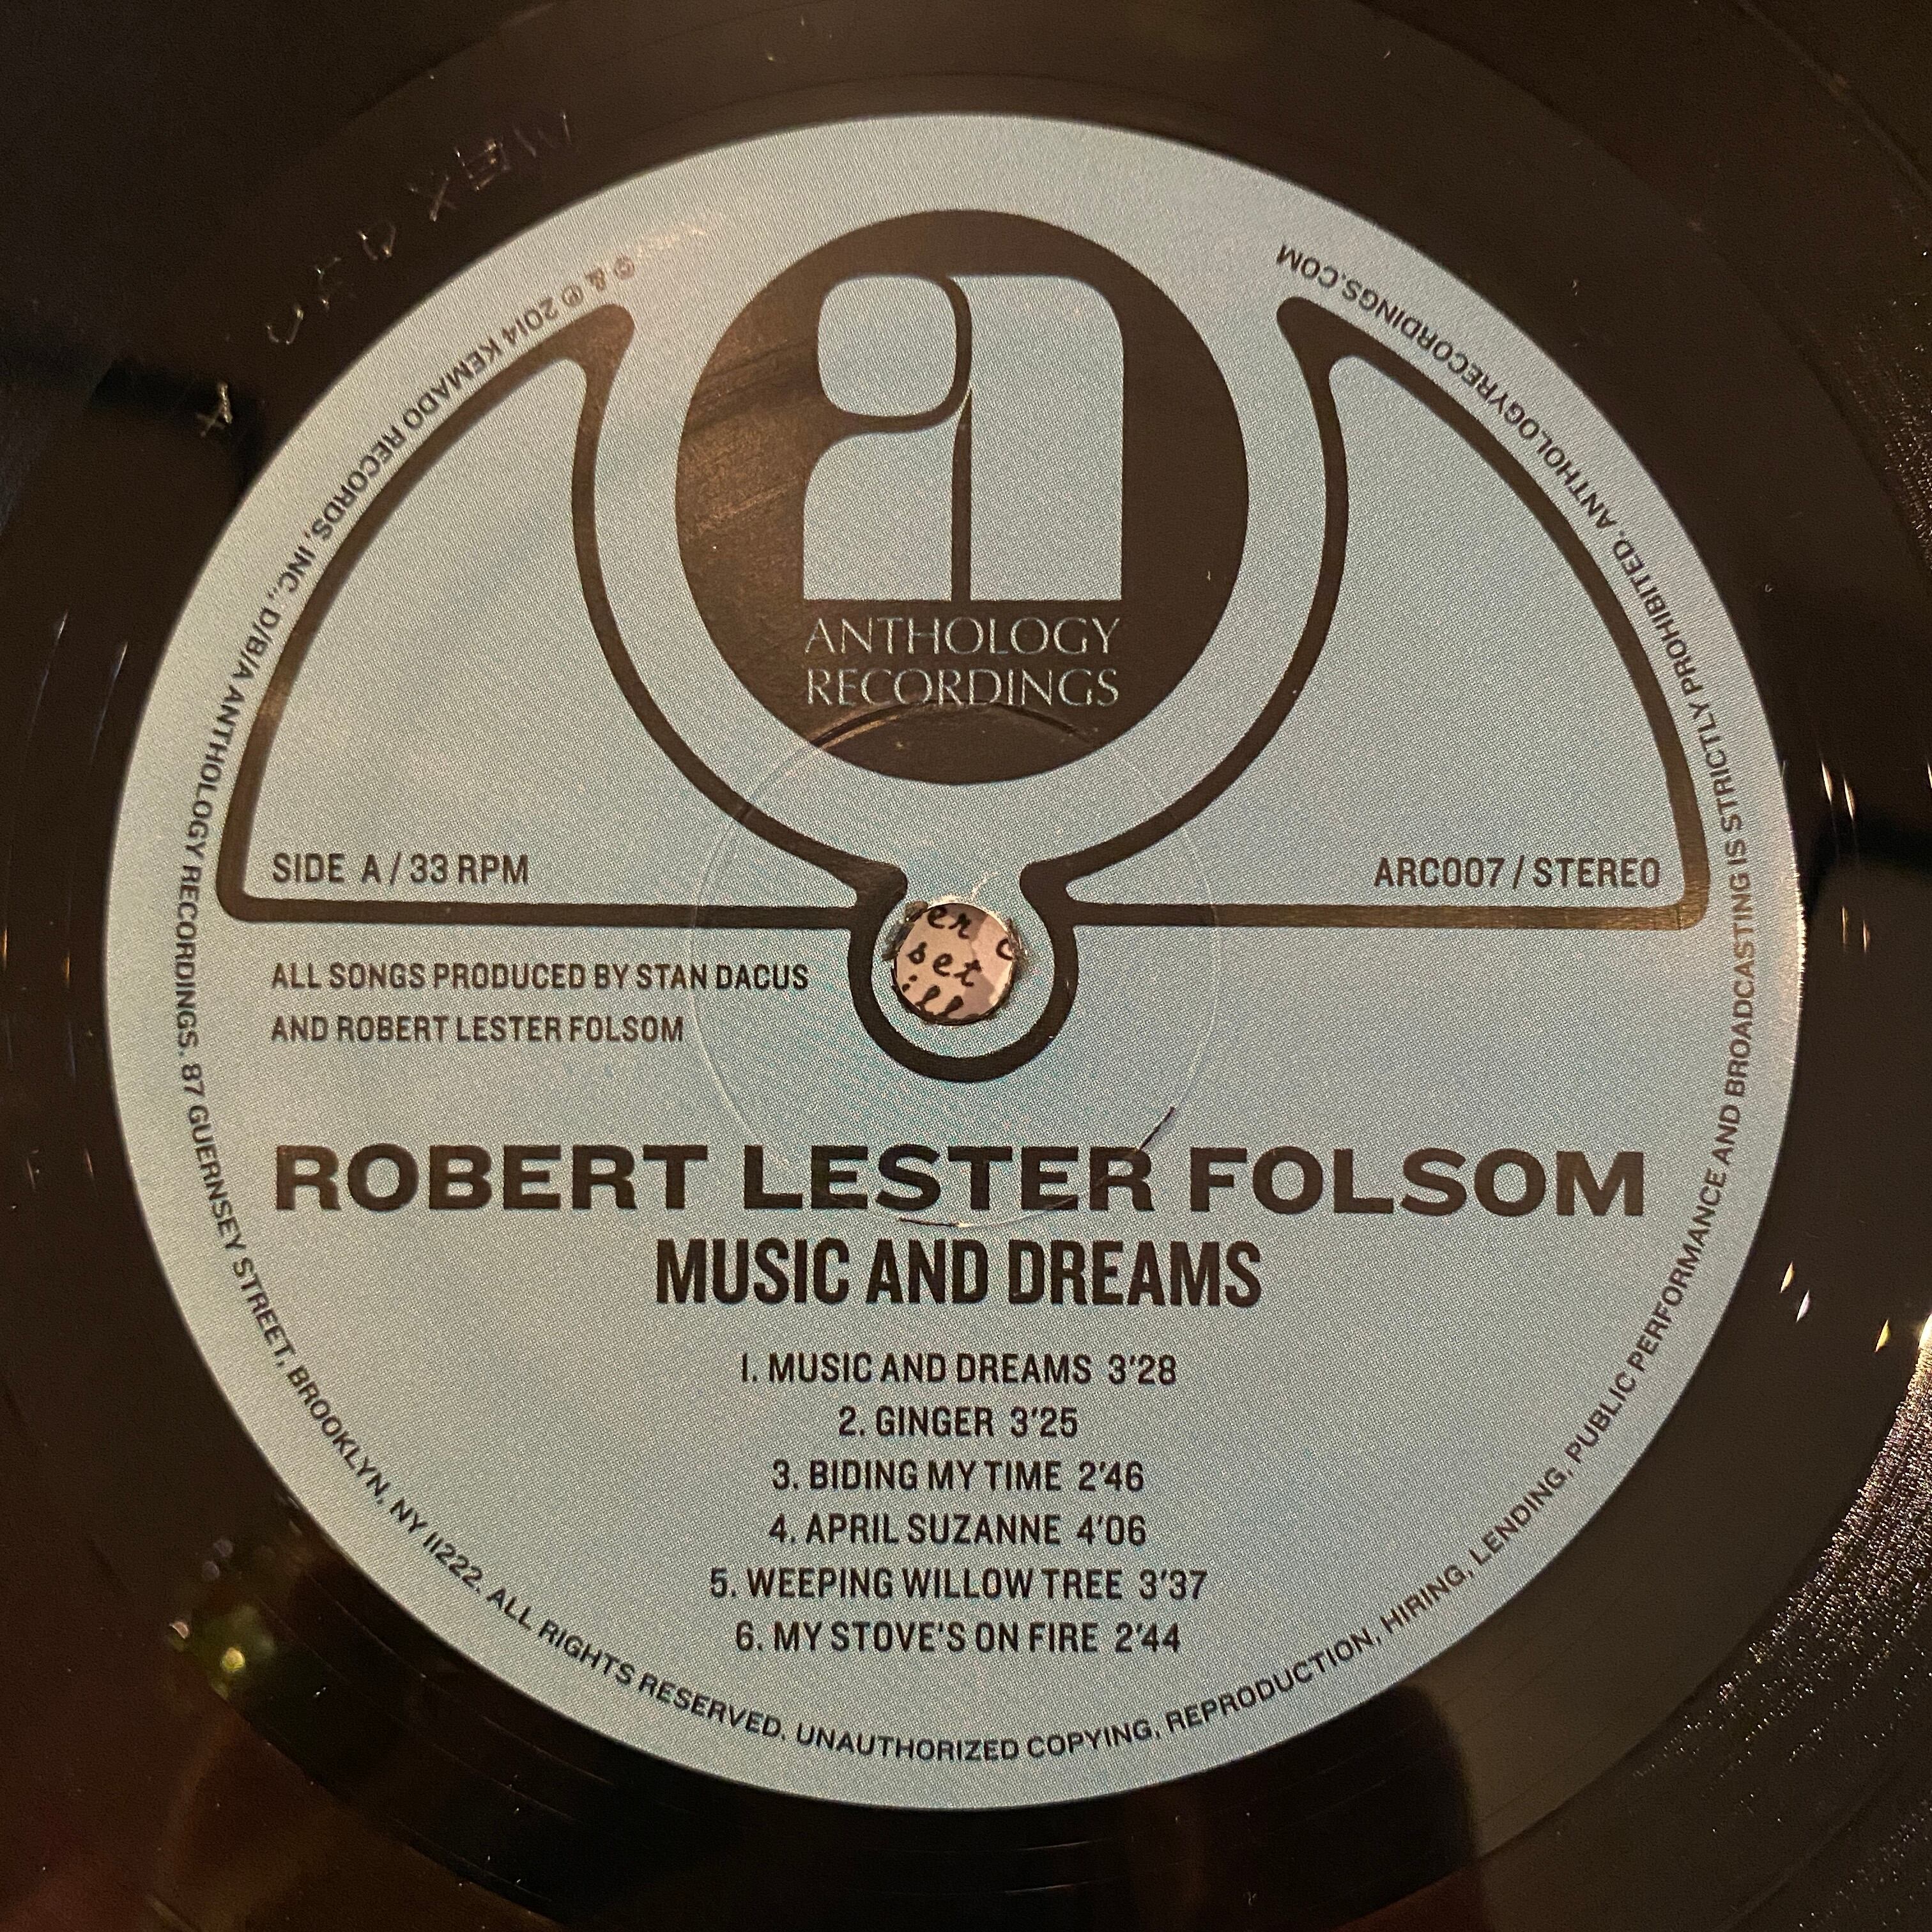 ANTHOLOGY
RECORDINGS
SIDE A / 33 RPM
ARC007 / STEREO
ALL SONGS PRODUCED BY STAN DACUS
AND ROBERT LESTER FOLSOM
er
set
ill
ROBERT LESTER FOLSOM
MUSIC AND DREAMS
1. MUSIC AND DREAMS 3'28
2. GINGER 3'25
3. BIDING MY TIME 2'46
4. APRIL SUZANNE 4'06
5. WEEPING WILLOW TREE 3'37
6. MY STOVE'S ON FIRE 2'44
© & ℗ 2014 KEMADO RECORDS, INC., D/B/A ANTHOLOGY RECORDINGS. 87 GUERNSEY STREET, BROOKLYN, NY 11222. ALL RIGHTS RESERVED. UNAUTHORIZED COPYING, REPRODUCTION, HIRING, LENDING, PUBLIC PERFORMANCE AND BROADCASTING IS STRICTLY PROHIBITED. ANTHOLOGYRECORDINGS.COM